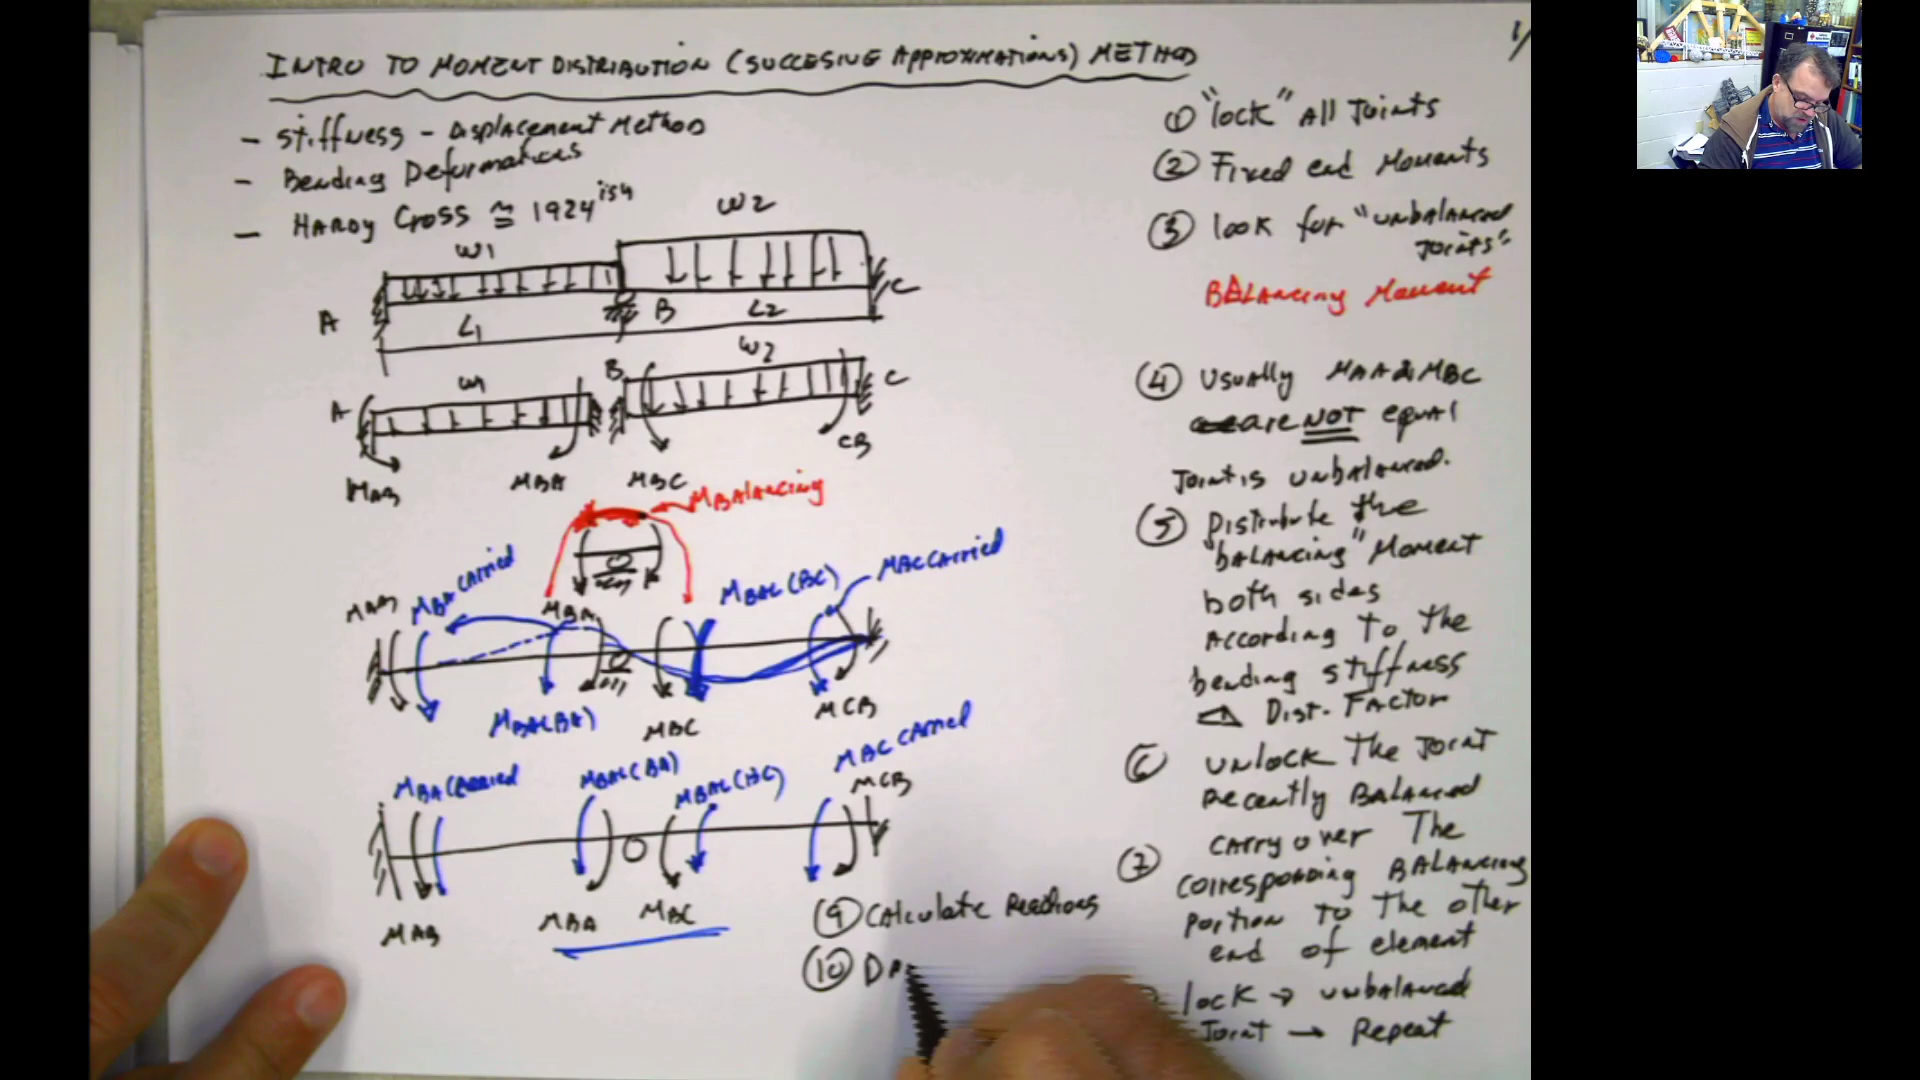 INTRO TO MOMENT DISTRIBUTION (SUCCESIVE APPROXIMATIONS) METHOD
1/
- Stiffness - Displacement Method
- Bending Deformations
- HARDY CROSS ≅ 1924 ish
W1
W2
A
B
C
L1
L2
W1
B
W2
A
C
MAB
MBA
MBC
CB
MBALANCING
MAB
MBA CARRIED
MBA
MBAL(BC)
MBC CARRIED
MBAL(BA)
MBC
MCB
MBA CARRIED
MBAL(BA)
MBAL(BC)
MBC CARRIED
MCB
MAB
MBA
MBC
① "lock" All Joints
② Fixed end Moments
③ look for "unbalanced
Joints"
BALANCING Moment
④ Usually MBA & MBC
are NOT equal
Joint is unbalanced.
⑤ Distribute the
"BALANCING" Moment
both sides
According to the
bending stiffness
Dist. Factor
⑥ UNLOCK The Joint
recently BALANCED
⑦ CARRY over The
corresponding BALANCING
portion to the other
end of element
lock → unbalanced
Joint → Repeat
⑨ Calculate Reactions
⑩ DR